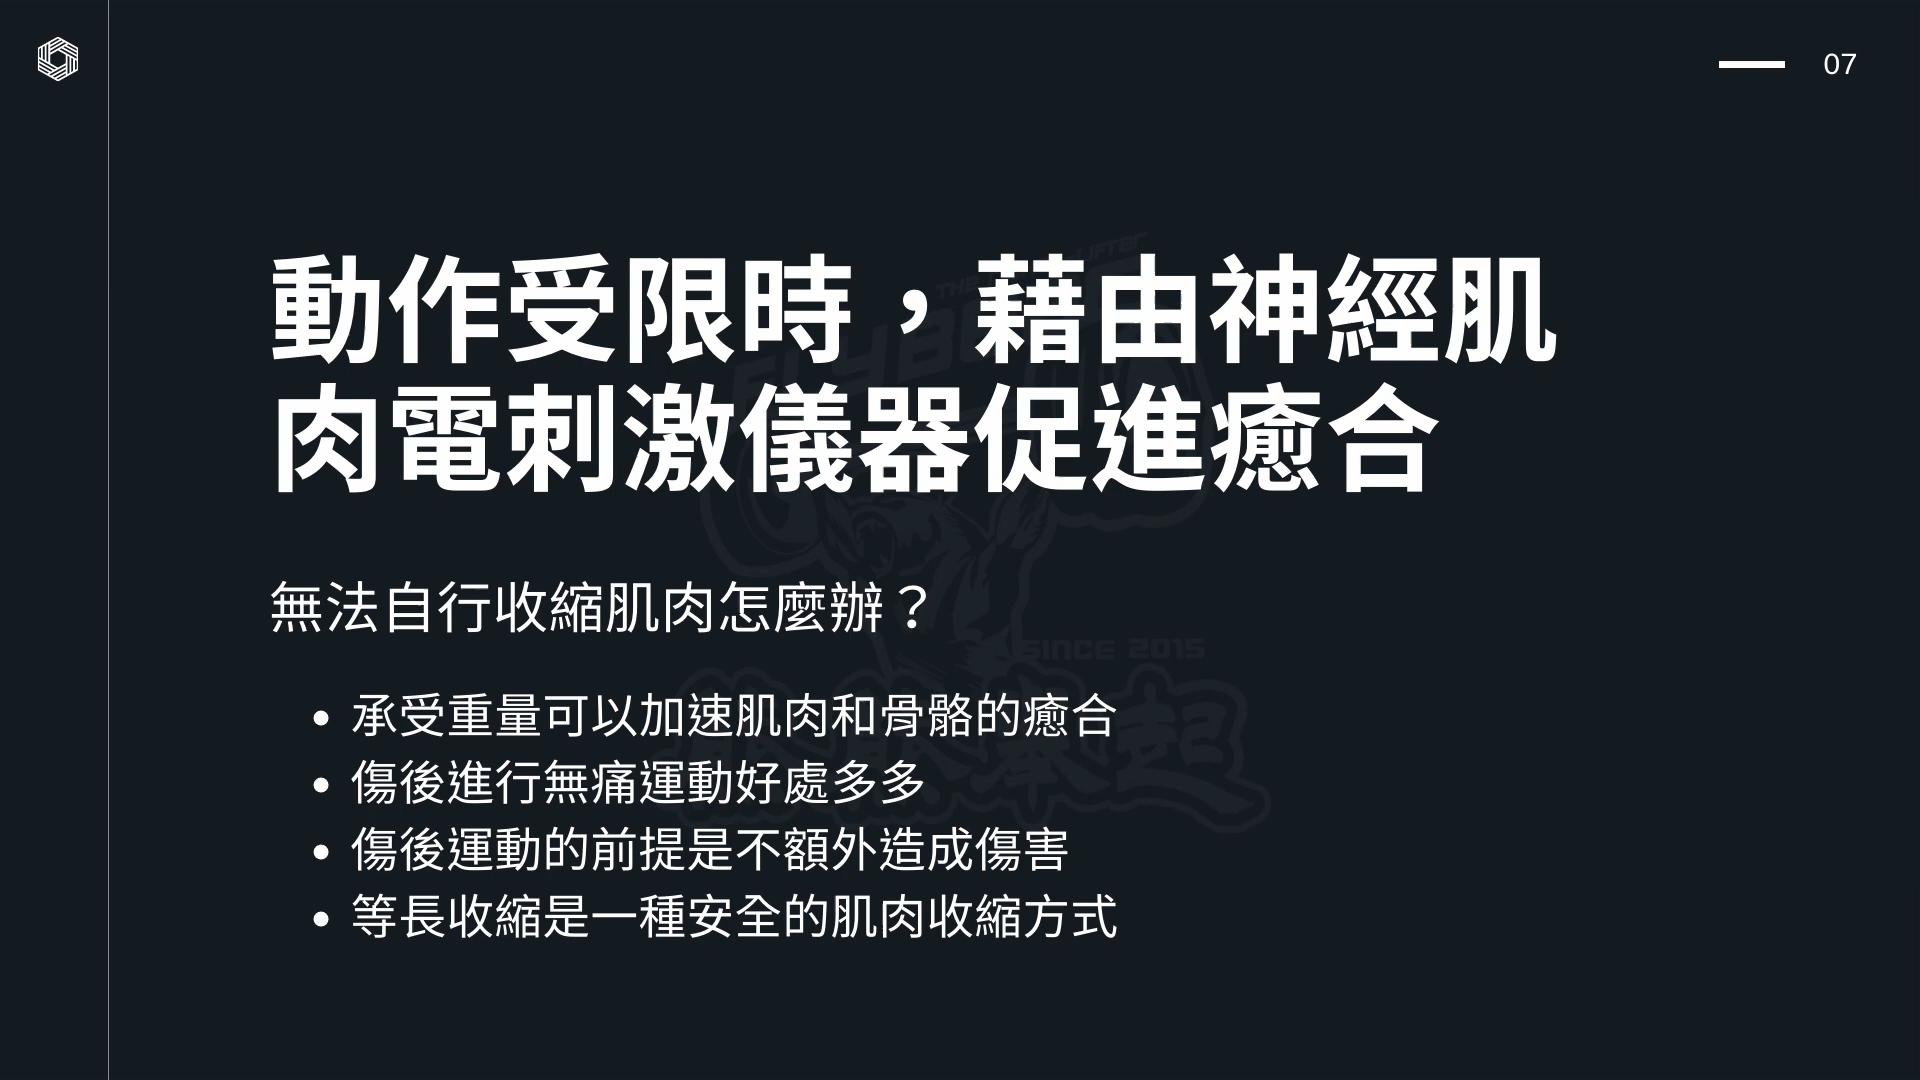 07
動作受限時，藉由神經肌
肉電刺激儀器促進癒合
無法自行收縮肌肉怎麼辦？
• 承受重量可以加速肌肉和骨骼的癒合
• 傷後進行無痛運動好處多多
• 傷後運動的前提是不額外造成傷害
• 等長收縮是一種安全的肌肉收縮方式
SINCE 2015